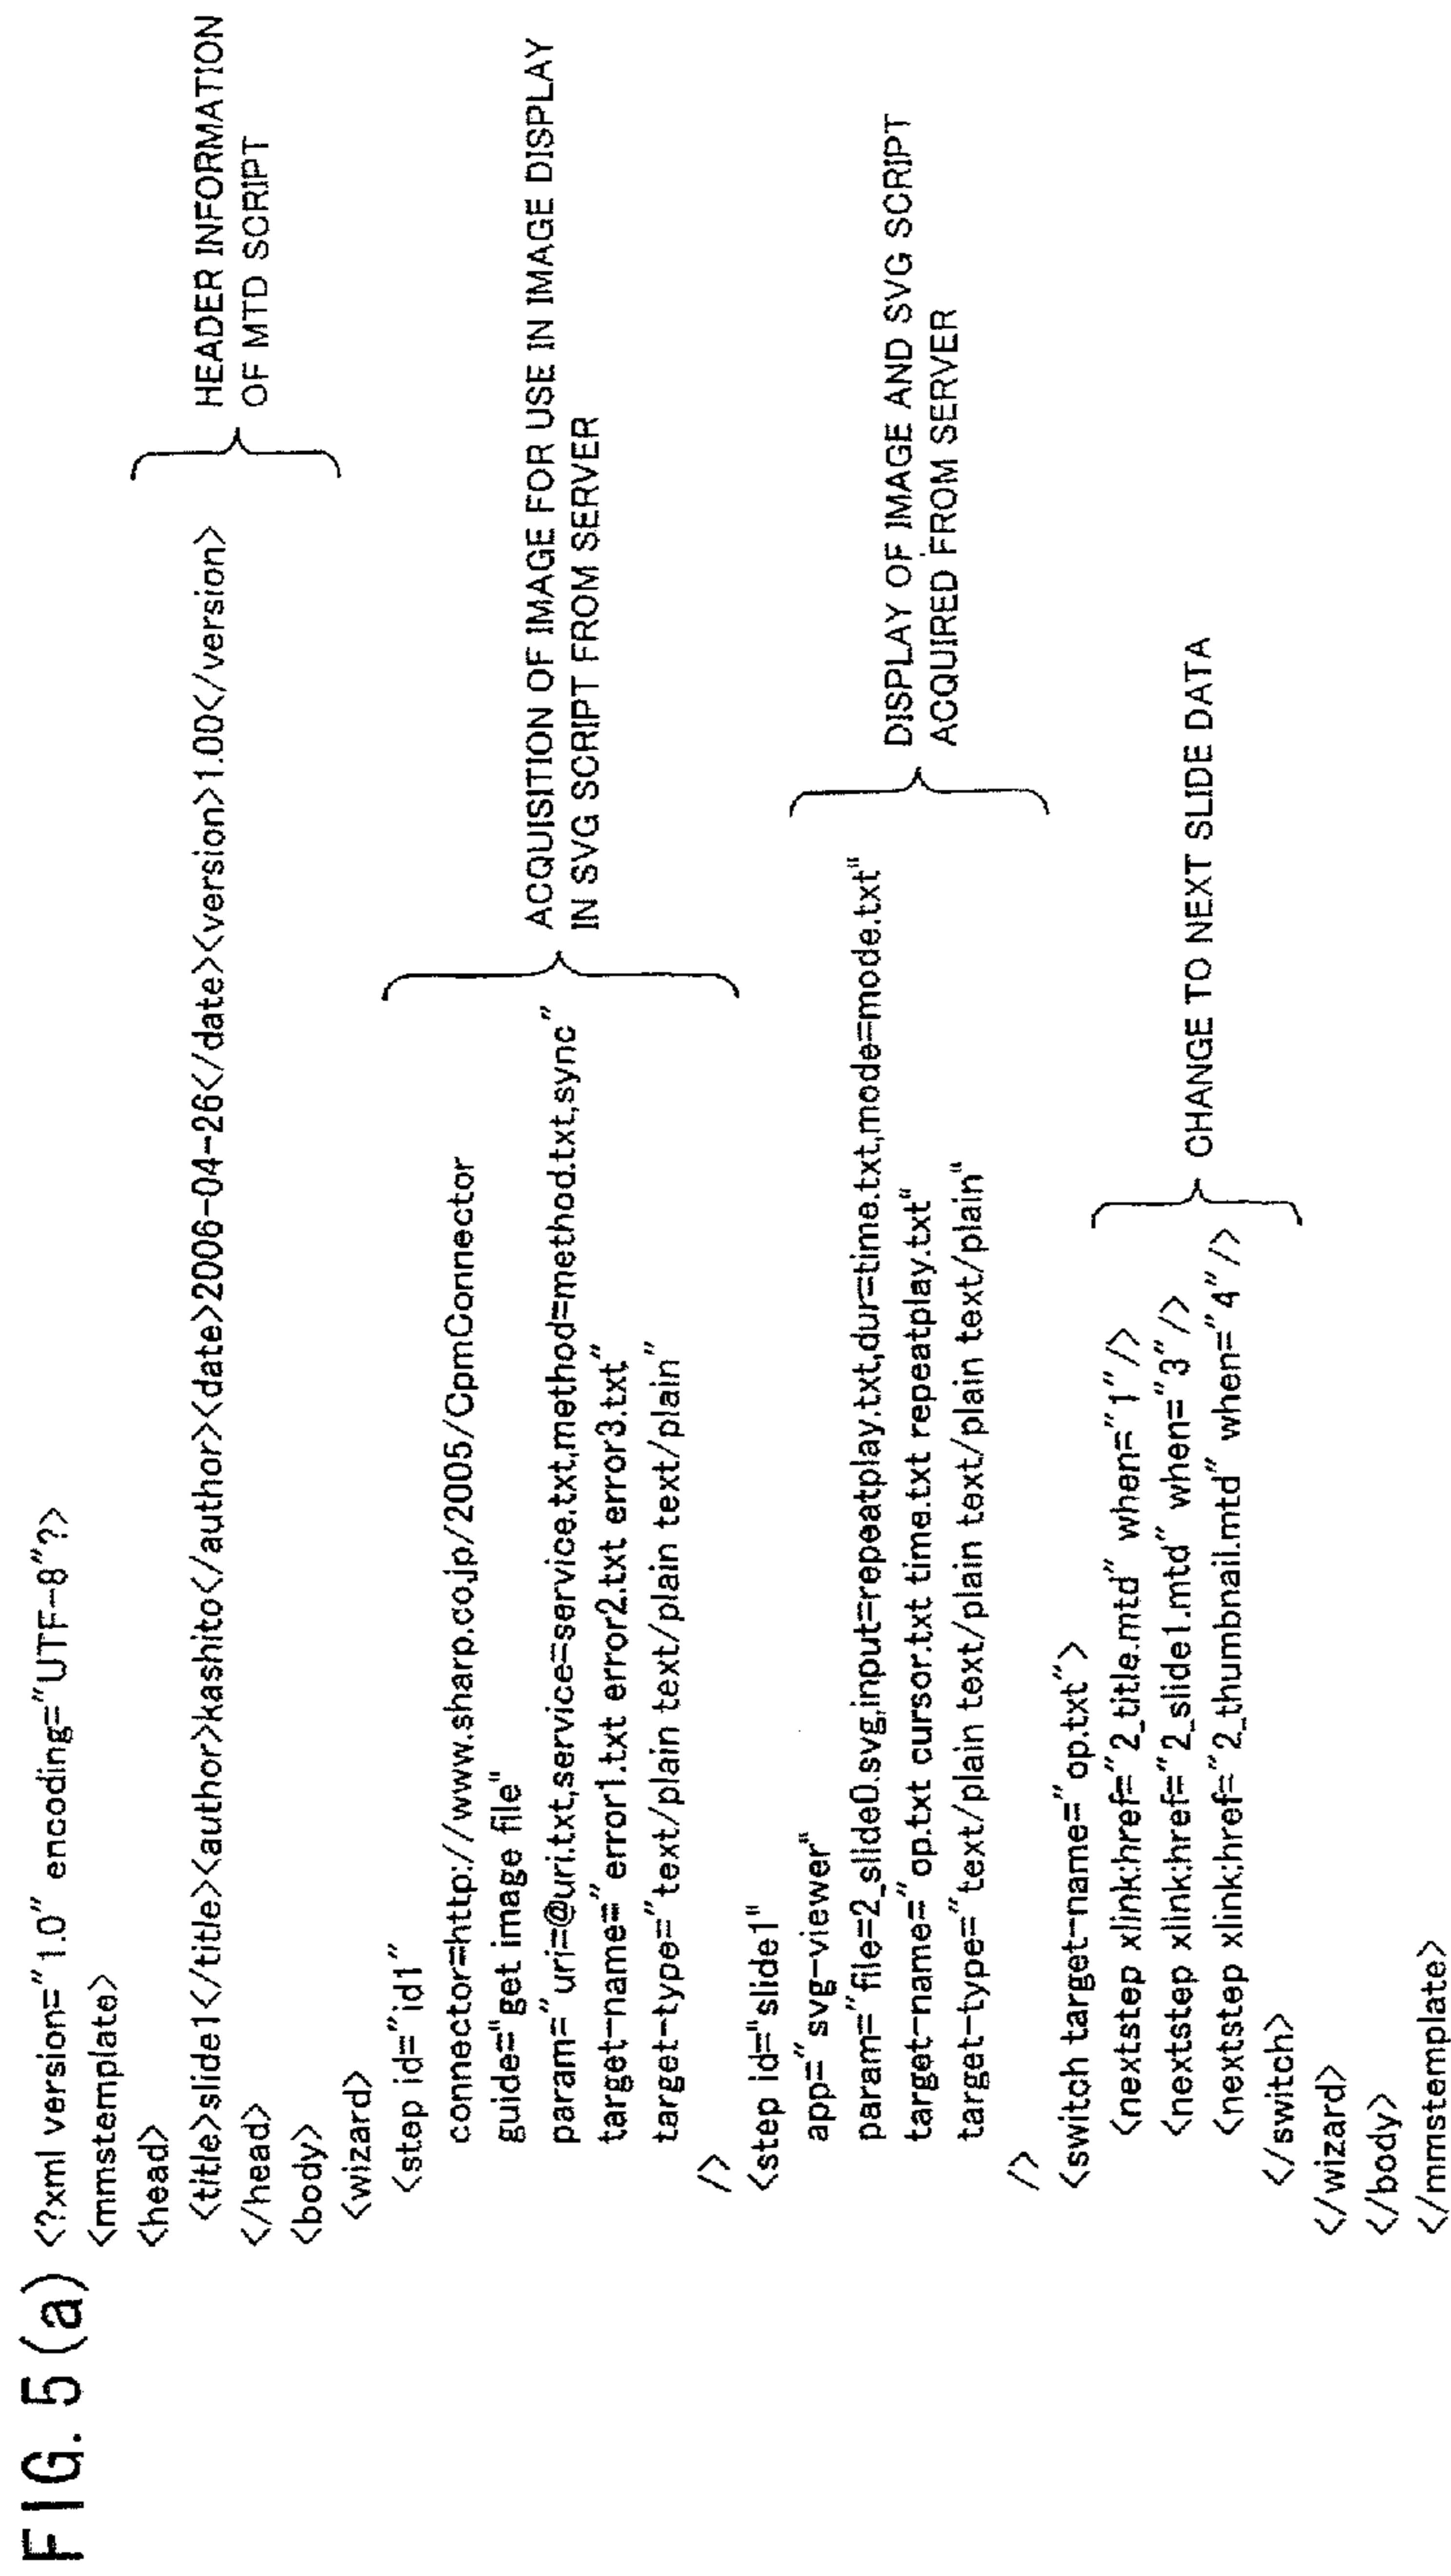 FIG. 5(a)
<?xml version="1.0" encoding="UTF-8"?>
<mmstemplate>
<head>
<title>slide1</title><author>kashito</author><date>2006-04-26</date><version>1.00</version>
</head>
HEADER INFORMATION
OF MTD SCRIPT
<body>
<wizard>
<step id="id1"
connector=http://www.sharp.co.jp/2005/CpmConnector
guide="get image file"
param="uri=@uri.txt,service=service.txt,method=method.txt,sync"
target-name="error1.txt error2.txt error3.txt"
target-type="text/plain text/plain text/plain"
/>
ACQUISITION OF IMAGE FOR USE IN IMAGE DISPLAY
IN SVG SCRIPT FROM SERVER
<step id="slide1"
app="svg-viewer"
param="file=2_slide0.svg,input=repeatplay.txt,dur=time.txt,mode=mode.txt"
target-name="op.txt cursor.txt time.txt repeatplay.txt"
target-type="text/plain text/plain text/plain text/plain"
/>
DISPLAY OF IMAGE AND SVG SCRIPT
ACQUIRED FROM SERVER
<switch target-name="op.txt">
<nextstep xlink:href="2_title.mtd" when="1"/>
<nextstep xlink:href="2_slide1.mtd" when="3"/>
<nextstep xlink:href="2_thumbnail.mtd" when="4"/>
</switch>
CHANGE TO NEXT SLIDE DATA
</wizard>
</body>
</mmstemplate>